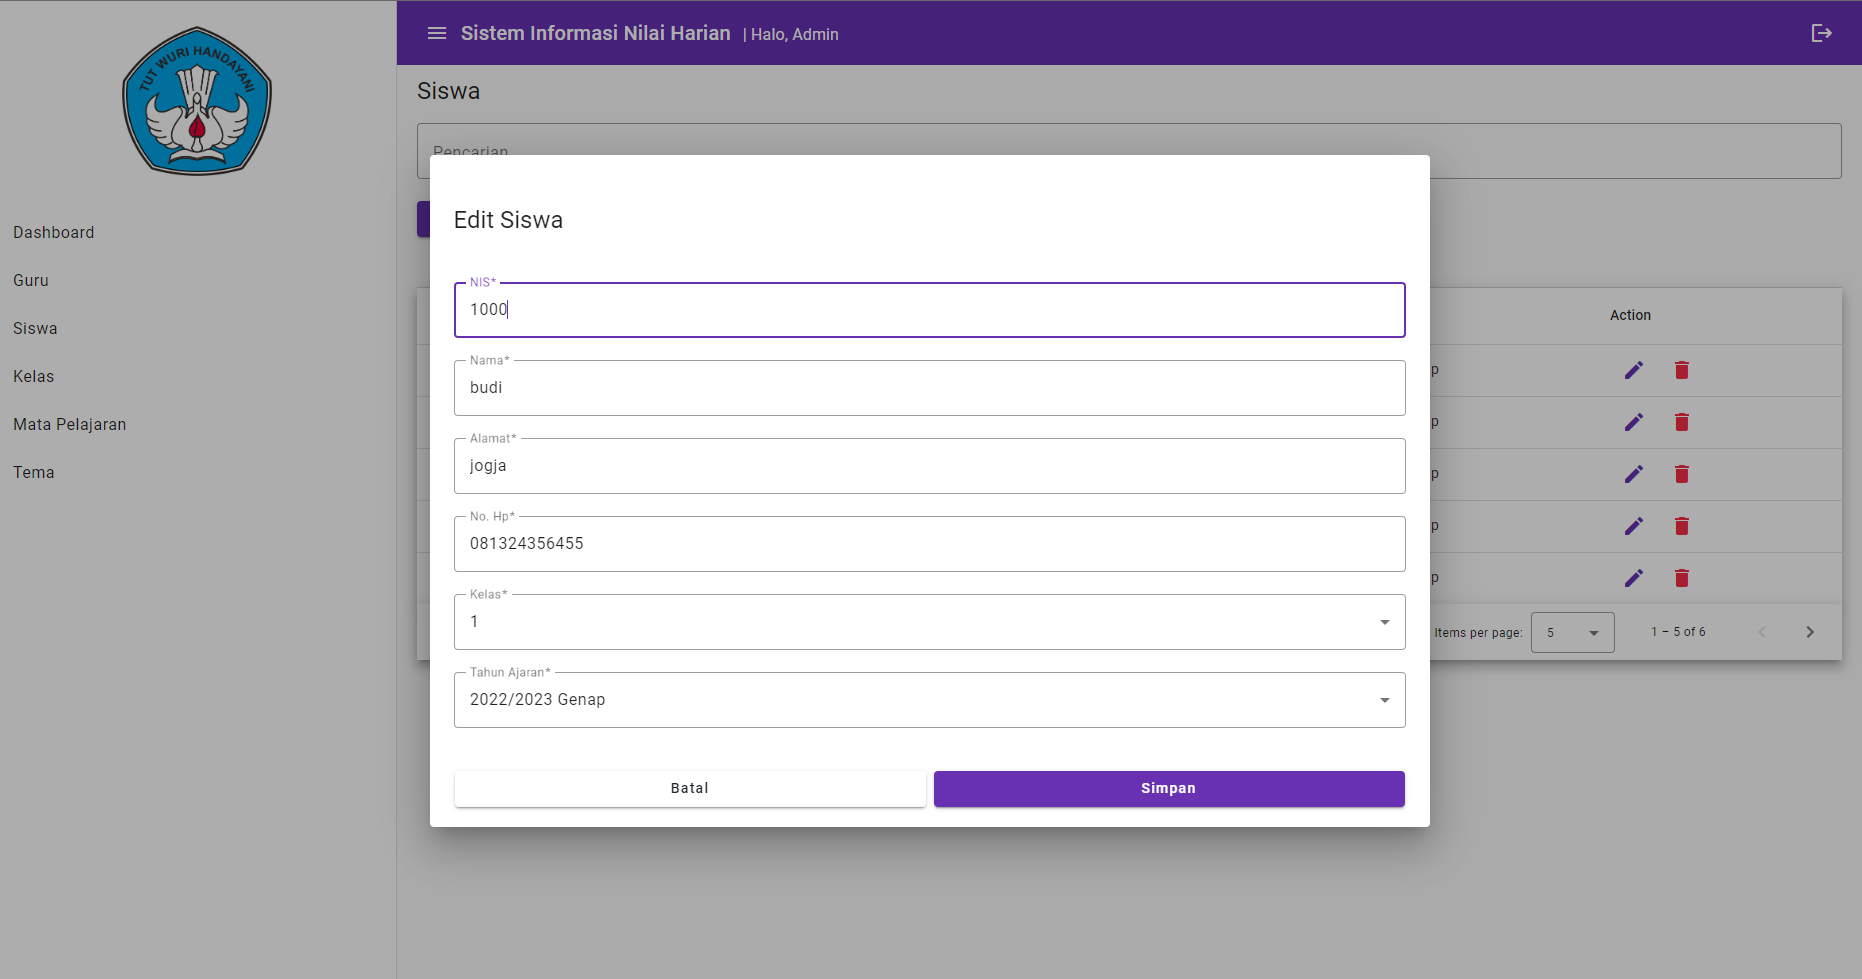 TUT WURI HANDAYANI
Sistem Informasi Nilai Harian | Halo, Admin
Dashboard
Guru
Siswa
Kelas
Mata Pelajaran
Tema
Siswa
Pencarian
Edit Siswa
NIS*
1000
Nama*
budi
Alamat*
jogja
No. Hp*
081324356455
Kelas*
1
Tahun Ajaran*
2022/2023 Genap
Batal
Simpan
Action
p
p
p
p
p
Items per page: 5 1 – 5 of 6